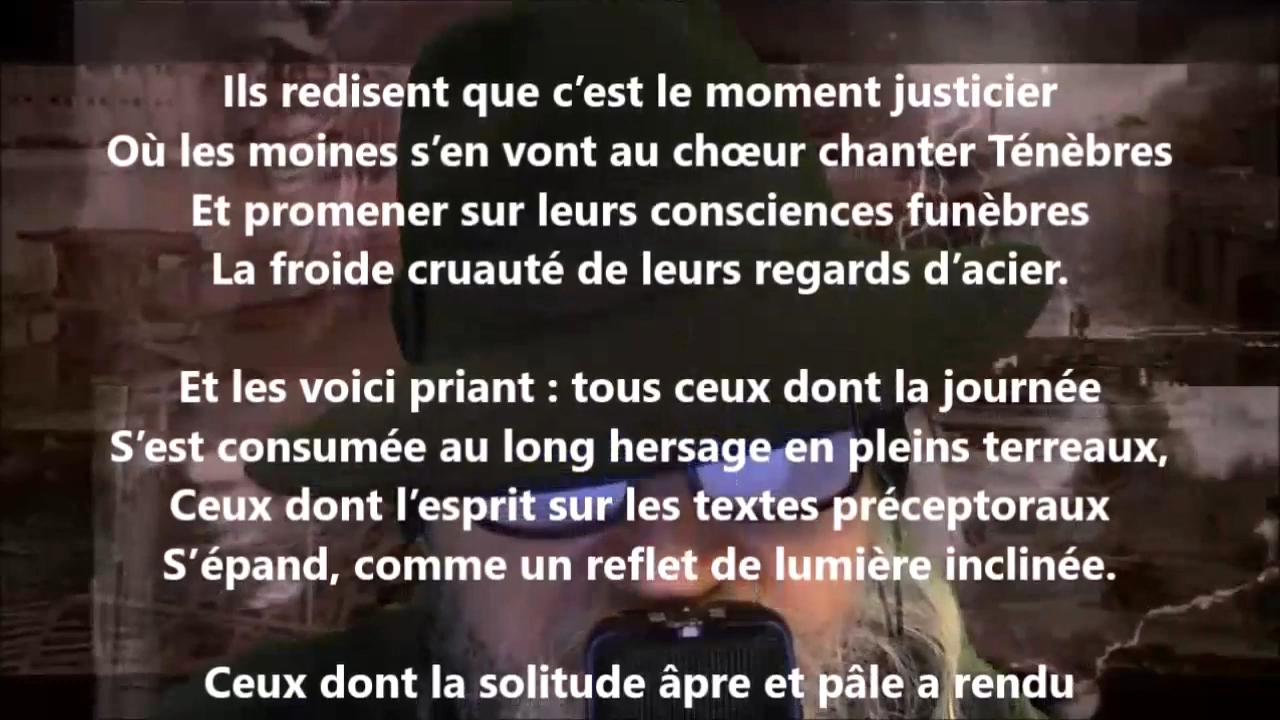 Ils redisent que c’est le moment justicier
Où les moines s’en vont au chœur chanter Ténèbres
Et promener sur leurs consciences funèbres
La froide cruauté de leurs regards d’acier.
Et les voici priant : tous ceux dont la journée
S’est consumée au long hersage en pleins terreaux,
Ceux dont l’esprit sur les textes préceptoraux
S’épand, comme un reflet de lumière inclinée.
Ceux dont la solitude âpre et pâle a rendu